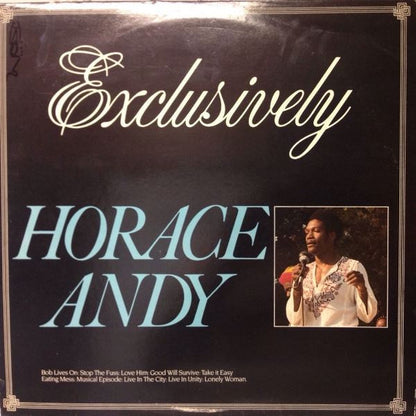 Exclusively
HORACE
ANDY
Bob Lives On: Stop The Fuss: Love Him: Good Will Survive: Take it Easy
Eating Mess: Musical Episode: Live In The City: Live In Unity: Lonely Woman.